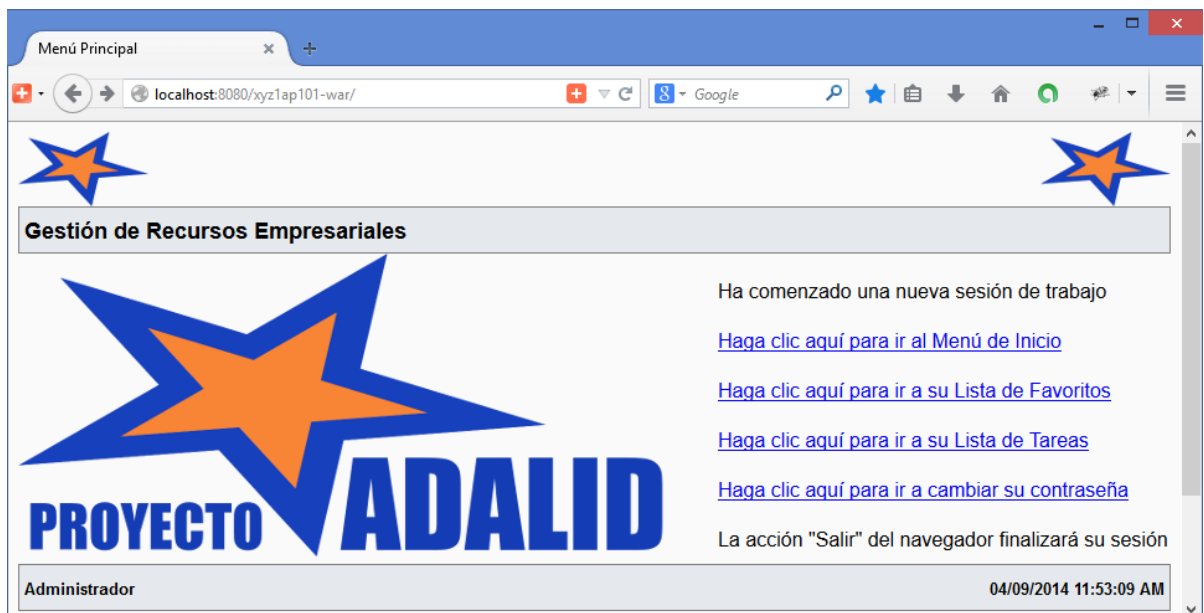 Menú Principal
localhost:8080/xyz1ap101-war/
Google
Gestión de Recursos Empresariales
Ha comenzado una nueva sesión de trabajo
Haga clic aquí para ir al Menú de Inicio
Haga clic aquí para ir a su Lista de Favoritos
Haga clic aquí para ir a su Lista de Tareas
Haga clic aquí para ir a cambiar su contraseña
La acción "Salir" del navegador finalizará su sesión
PROYECTO ADALID
Administrador
04/09/2014 11:53:09 AM